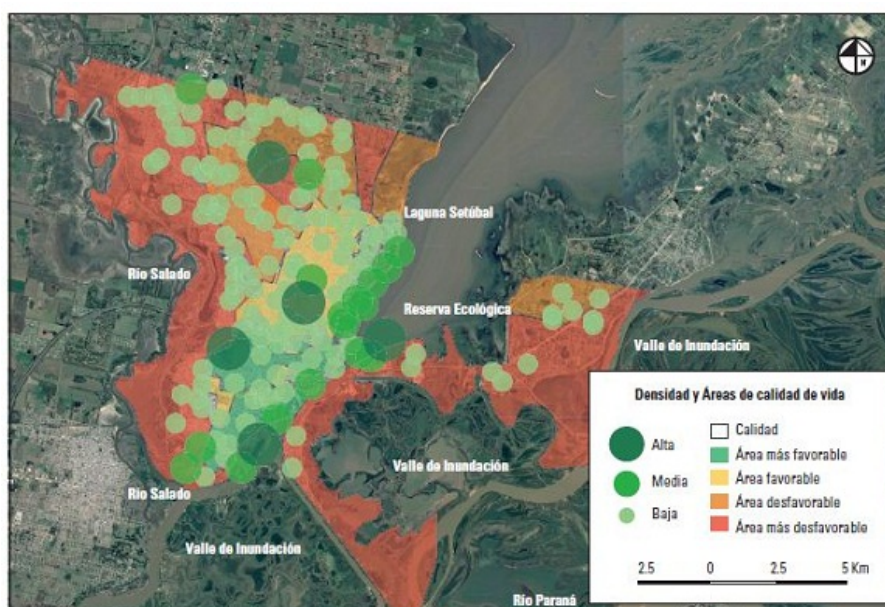 N
Laguna Setúbal
Río Salado
Reserva Ecológica
Valle de Inundación
Densidad y Áreas de calidad de vida
Alta
Media
Baja
Calidad
Área más favorable
Área favorable
Área desfavorable
Área más desfavorable
2.5 0 2.5 5 Km
Valle de Inundación
Río Salado
Valle de Inundación
Río Paraná